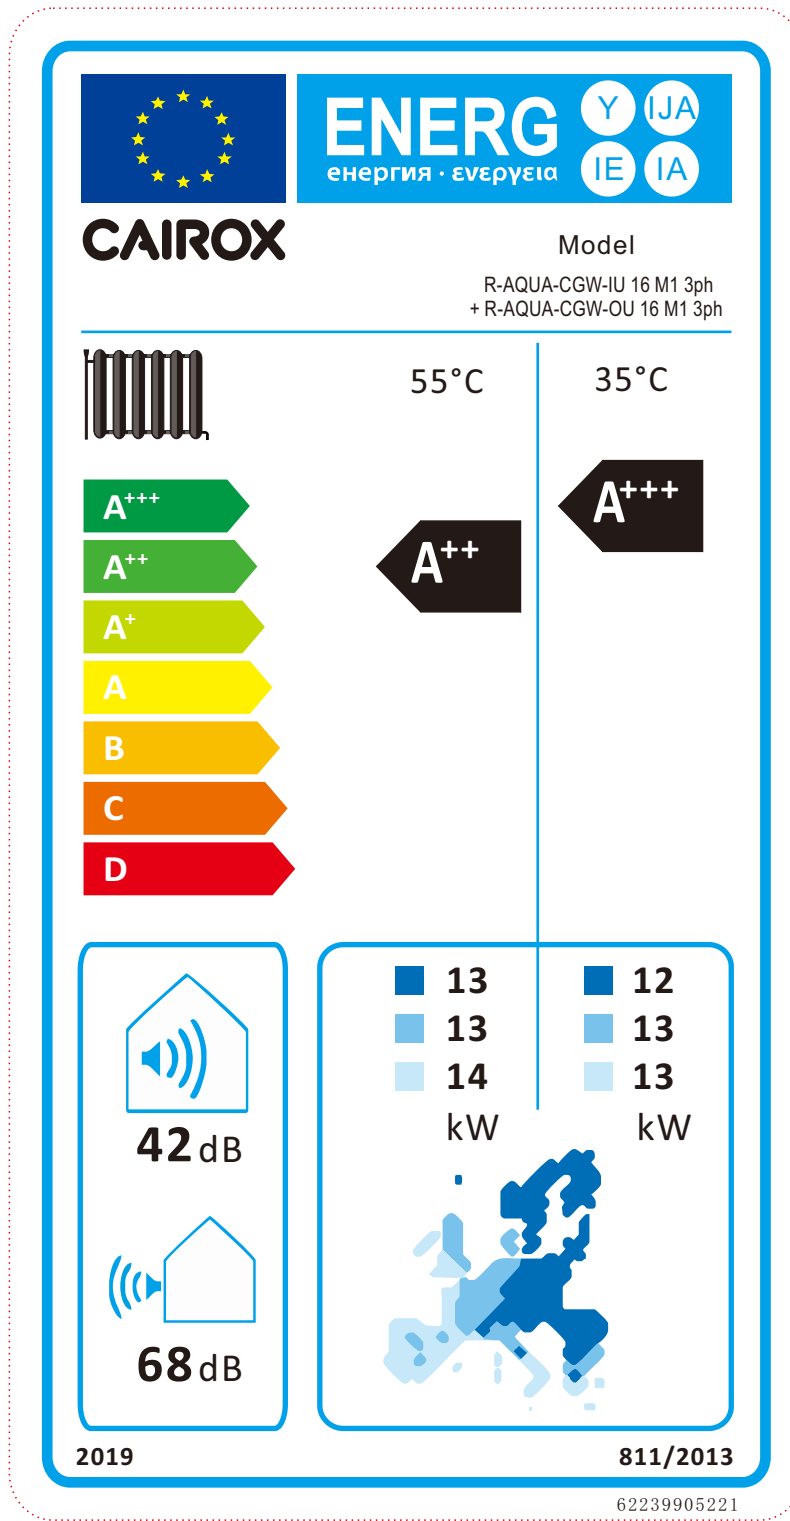 ENERG
енергия · ενεργεια
Y
IJA
IE
IA
CAIROX
Model
R-AQUA-CGW-IU 16 M1 3ph
+ R-AQUA-CGW-OU 16 M1 3ph
55°C
35°C
A+++
A++
A+
A
B
C
D
A++
A+++
42 dB
68 dB
13
13
14
kW
12
13
13
kW
2019
811/2013
62239905221